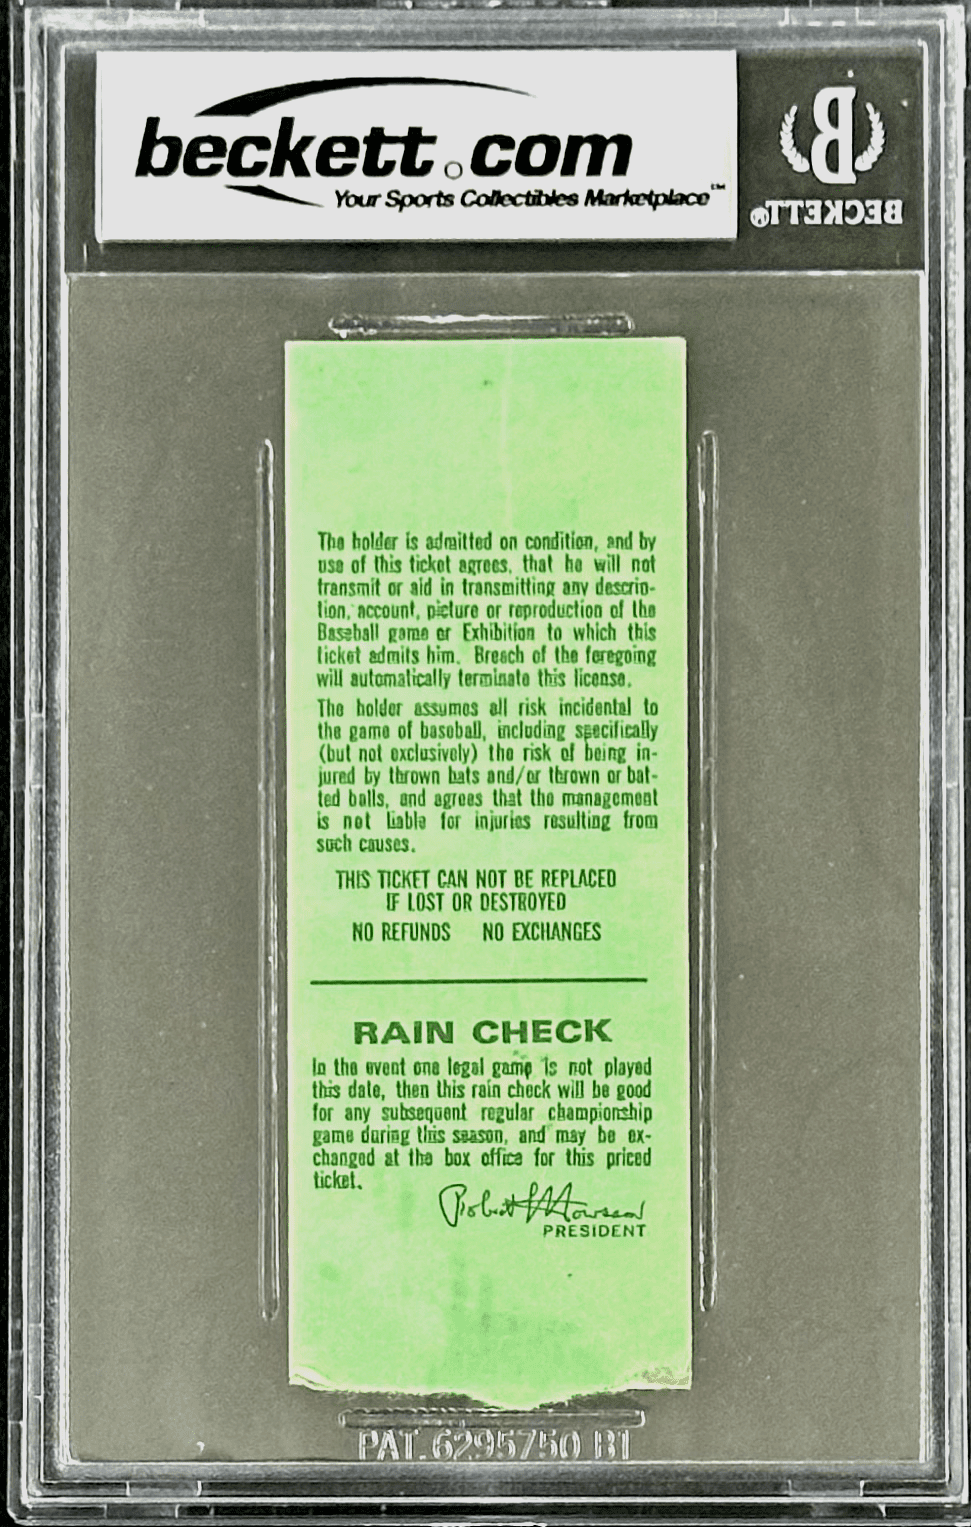 beckett.com
Your Sports Collectibles Marketplace™
BECKETT®
The holder is admitted on condition, and by
use of this ticket agrees, that he will not
transmit or aid in transmitting any descrip-
tion, account, picture or reproduction of the
Baseball game or Exhibition to which this
ticket admits him. Breach of the foregoing
will automatically terminate this license.
The holder assumes all risk incidental to
the game of baseball, including specifically
(but not exclusively) the risk of being in-
jured by thrown bats and/or thrown or bat-
ted balls, and agrees that the management
is not liable for injuries resulting from
such causes.
THIS TICKET CAN NOT BE REPLACED
IF LOST OR DESTROYED
NO REFUNDS NO EXCHANGES
RAIN CHECK
In the event one legal game is not played
this date, then this rain check will be good
for any subsequent regular championship
game during this season, and may be ex-
changed at the box office for this priced
ticket.
Robert L Howsam
PRESIDENT
PAT. 6295750 B1